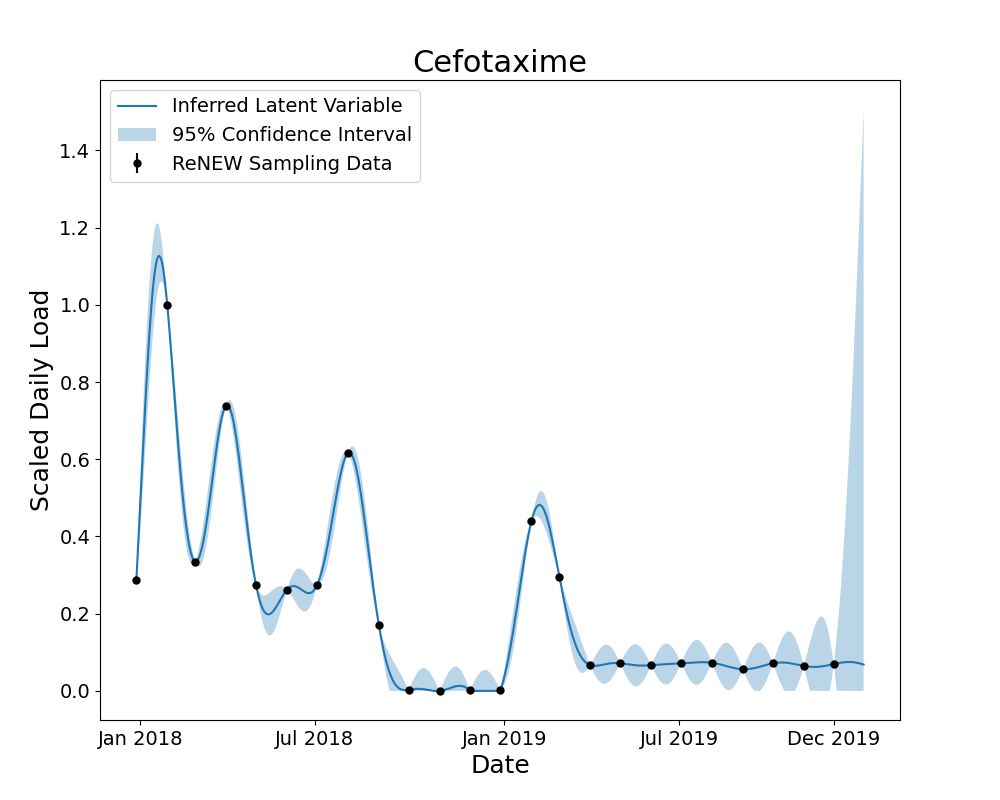 Cefotaxime
Inferred Latent Variable
95% Confidence Interval
ReNEW Sampling Data
Scaled Daily Load
1.4
1.2
1.0
0.8
0.6
0.4
0.2
0.0
Jan 2018 Jul 2018 Jan 2019 Jul 2019 Dec 2019
Date